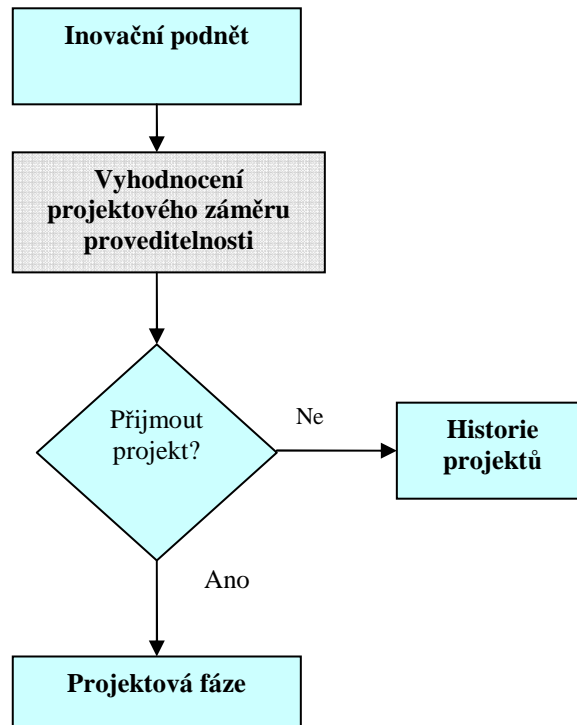 Inovační podnět
Vyhodnocení
projektového záměru
proveditelnosti
Přijmout
projekt?
Ne
Historie
projektů
Ano
Projektová fáze